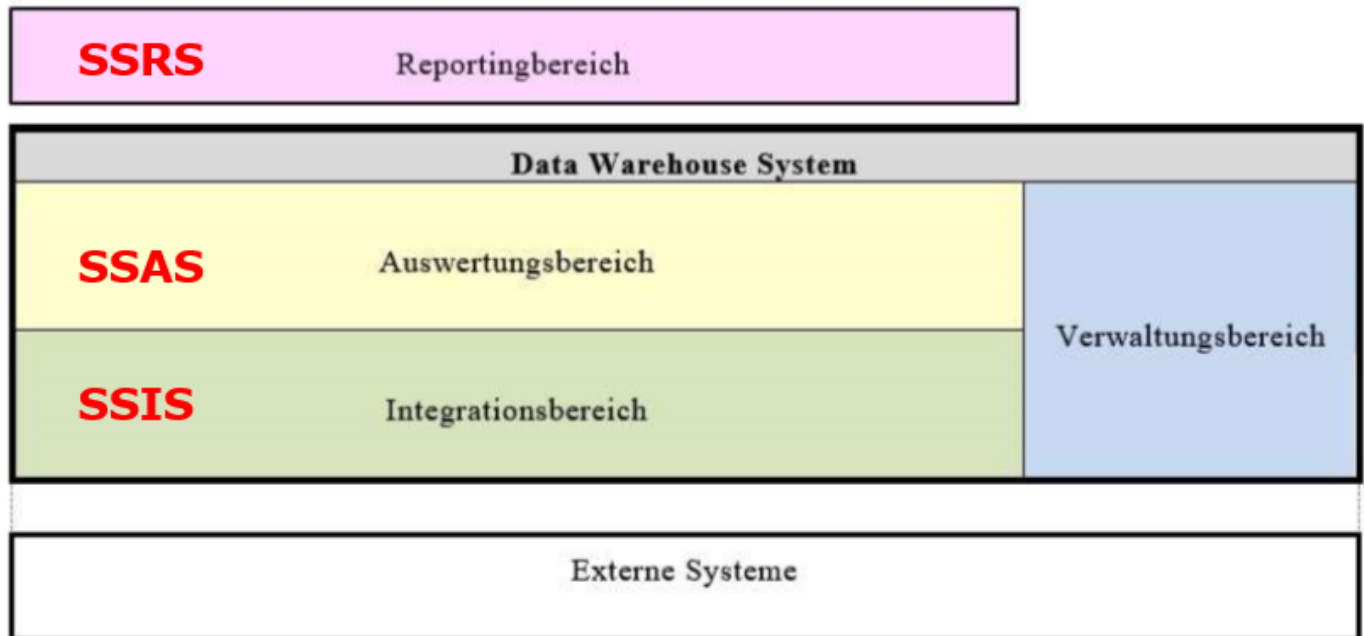 SSRS Reportingbereich
Data Warehouse System
SSAS Auswertungsbereich
Verwaltungsbereich
SSIS Integrationsbereich
Externe Systeme